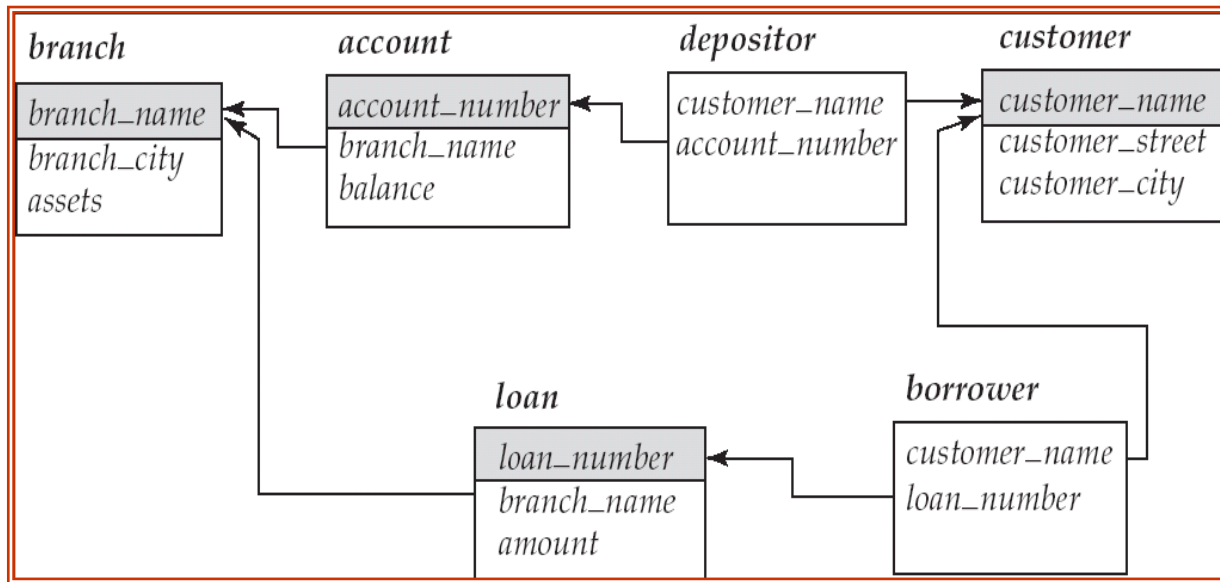 branch
branch_name
branch_city
assets
account
account_number
branch_name
balance
depositor
customer_name
account_number
customer
customer_name
customer_street
customer_city
loan
loan_number
branch_name
amount
borrower
customer_name
loan_number